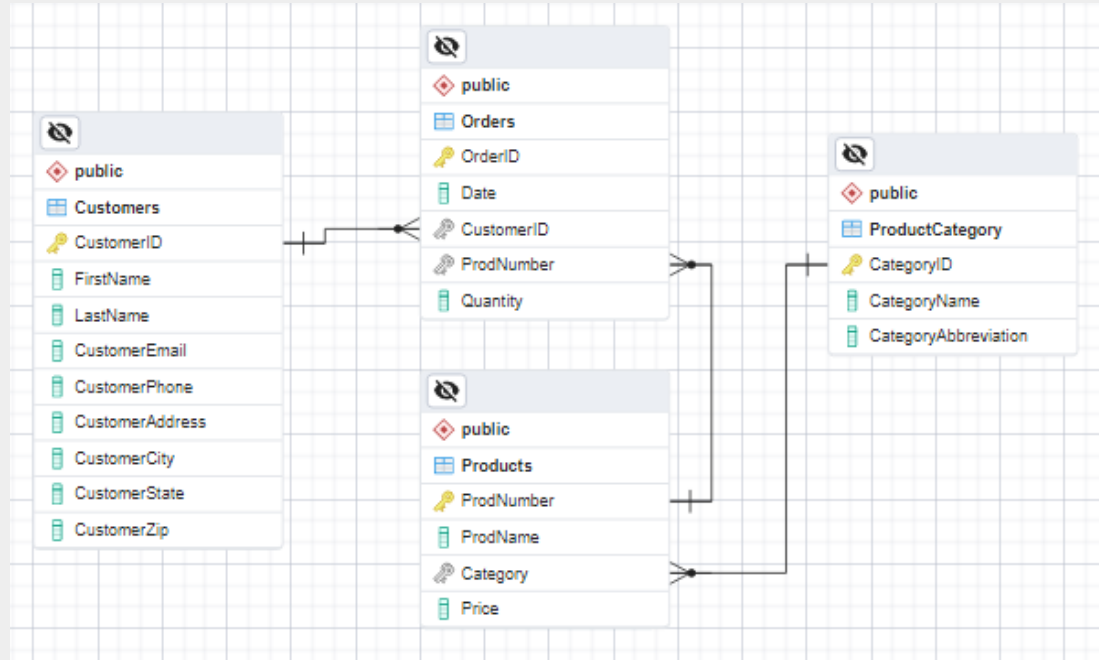 public
Customers
CustomerID
FirstName
LastName
CustomerEmail
CustomerPhone
CustomerAddress
CustomerCity
CustomerState
CustomerZip
public
Orders
OrderID
Date
CustomerID
ProdNumber
Quantity
public
Products
ProdNumber
ProdName
Category
Price
public
ProductCategory
CategoryID
CategoryName
CategoryAbbreviation